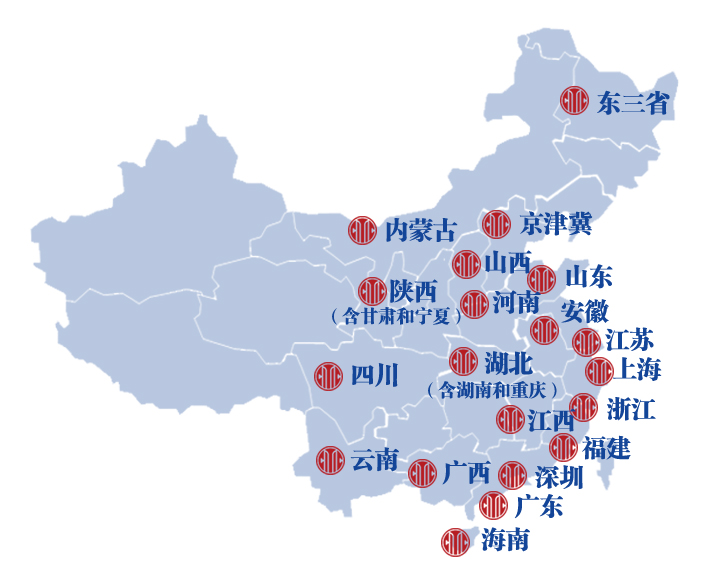 东三省
京津冀
内蒙古
山西
山东
陕西
（含甘肃和宁夏）
河南
安徽
江苏
湖北
（含湖南和重庆）
上海
四川
浙江
江西
福建
云南
广西
深圳
广东
海南